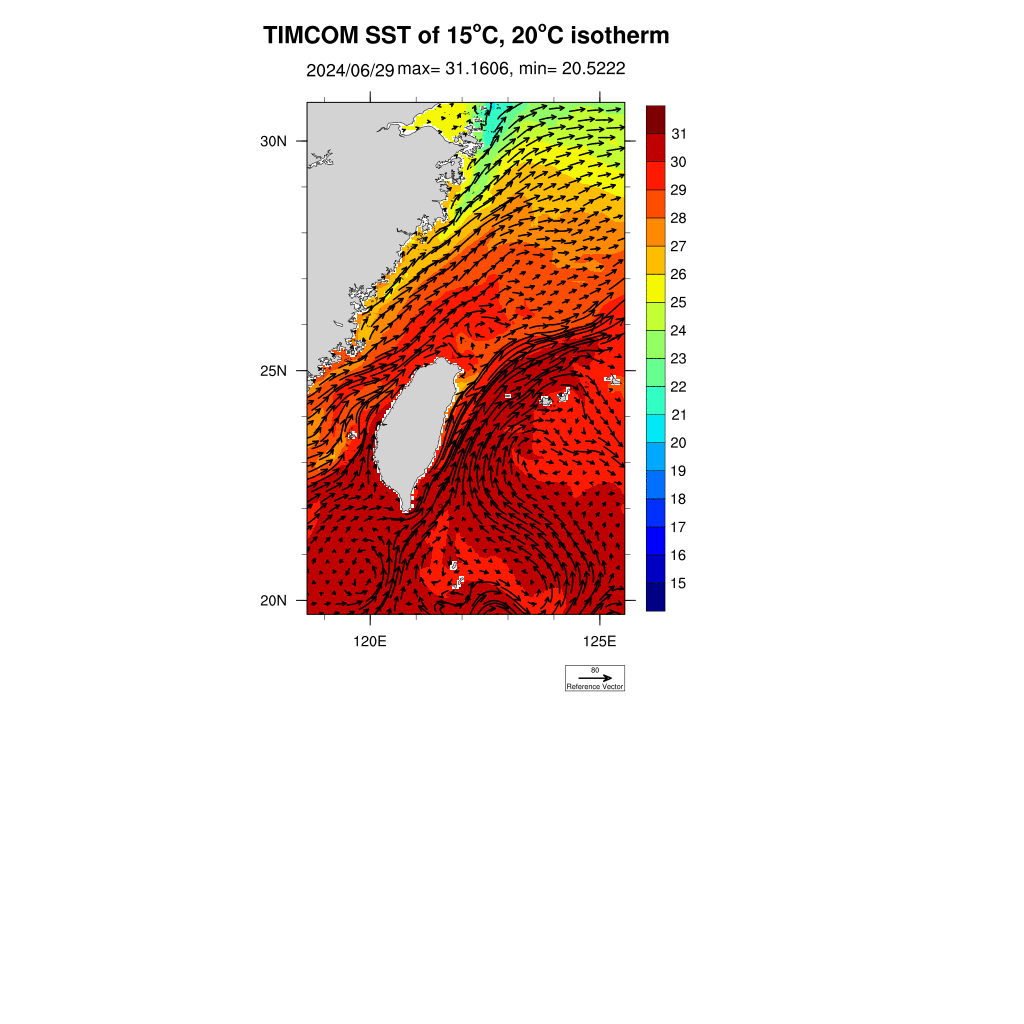 TIMCOM SST of 15°C, 20°C isotherm
2024/06/29 max= 31.1606, min= 20.5222
30N
25N
20N
120E
125E
31
30
29
28
27
26
25
24
23
22
21
20
19
18
17
16
15
80
Reference Vector